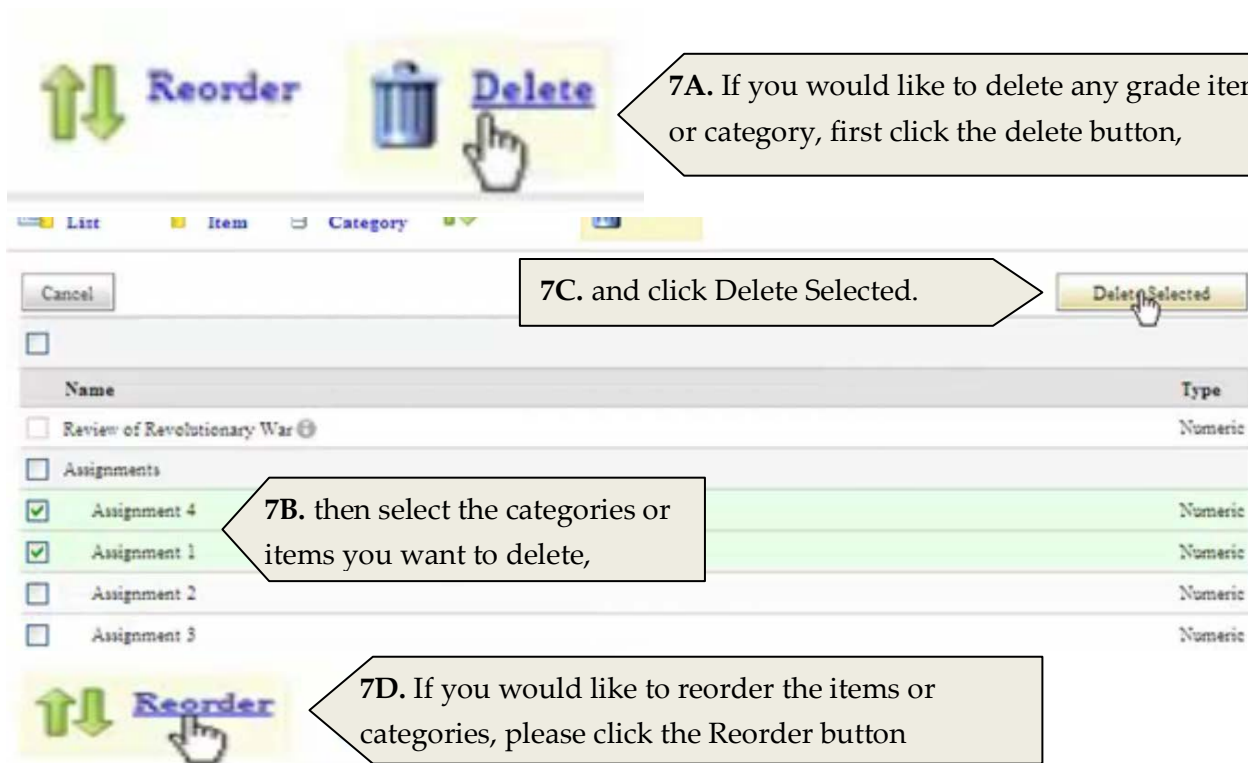 Reorder Delete
7A. If you would like to delete any grade item
or category, first click the delete button,
List Item Category
Cancel
7C. and click Delete Selected.
Delete Selected
Name Type
Review of Revolutionary War Numeric
Assignments
Assignment 4 Numeric
7B. then select the categories or
items you want to delete,
Assignment 1 Numeric
Assignment 2 Numeric
Assignment 3 Numeric
Reorder
7D. If you would like to reorder the items or
categories, please click the Reorder button